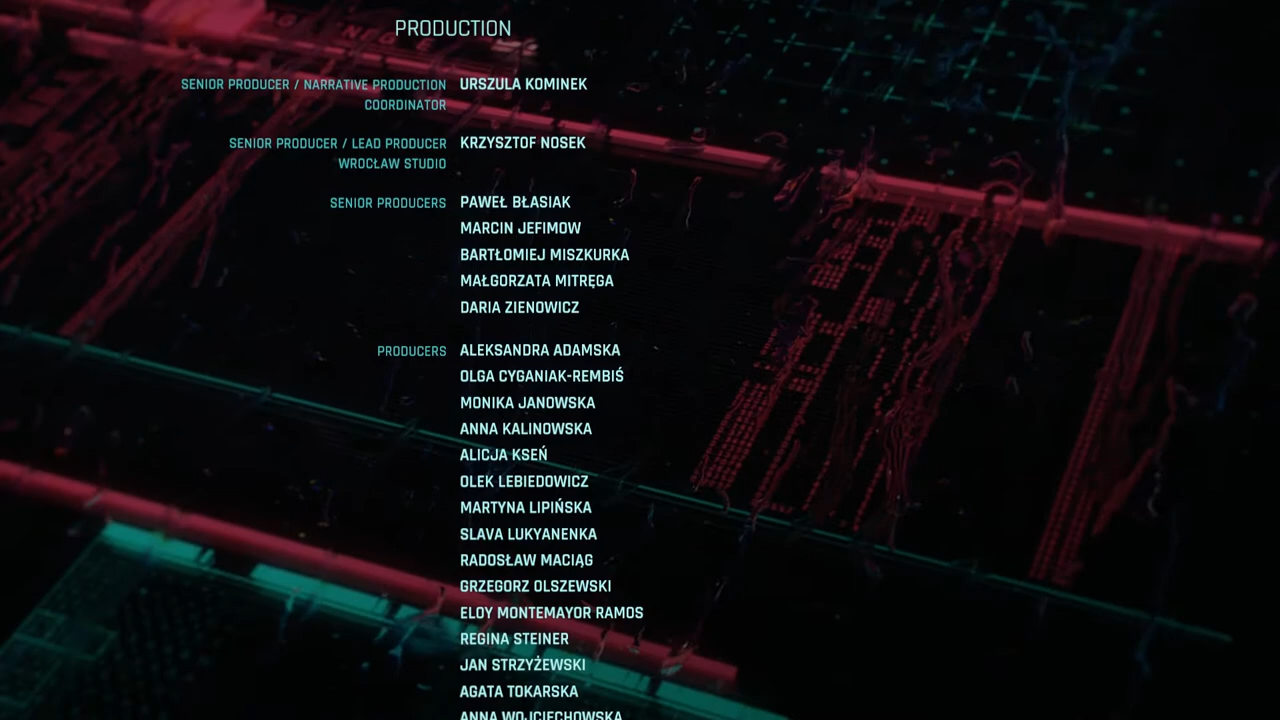 PRODUCTION
SENIOR PRODUCER / NARRATIVE PRODUCTION COORDINATOR URSZULA KOMINEK
SENIOR PRODUCER / LEAD PRODUCER WROCŁAW STUDIO KRZYSZTOF NOSEK
SENIOR PRODUCERS PAWEŁ BŁASIAK
MARCIN JEFIMOW
BARTŁOMIEJ MISZKURKA
MAŁGORZATA MITRĘGA
DARIA ZIENOWICZ
PRODUCERS ALEKSANDRA ADAMSKA
OLGA CYGANIAK-REMBIŚ
MONIKA JANOWSKA
ANNA KALINOWSKA
ALICJA KSEŃ
OLEK LEBIEDOWICZ
MARTYNA LIPIŃSKA
SLAVA LUKYANENKA
RADOSŁAW MACIĄG
GRZEGORZ OLSZEWSKI
ELOY MONTEMAYOR RAMOS
REGINA STEINER
JAN STRZYŻEWSKI
AGATA TOKARSKA
ANNA WOJCIECHOWSKA